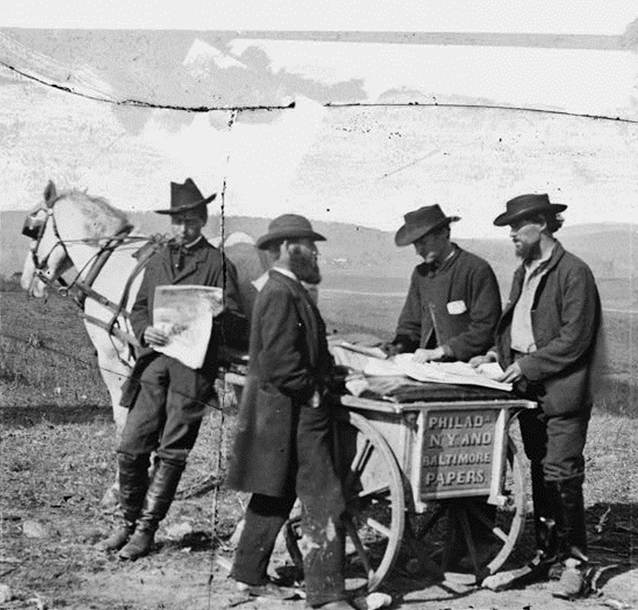 PHILAD-
N.Y. AND
BALTIMORE
PAPERS.